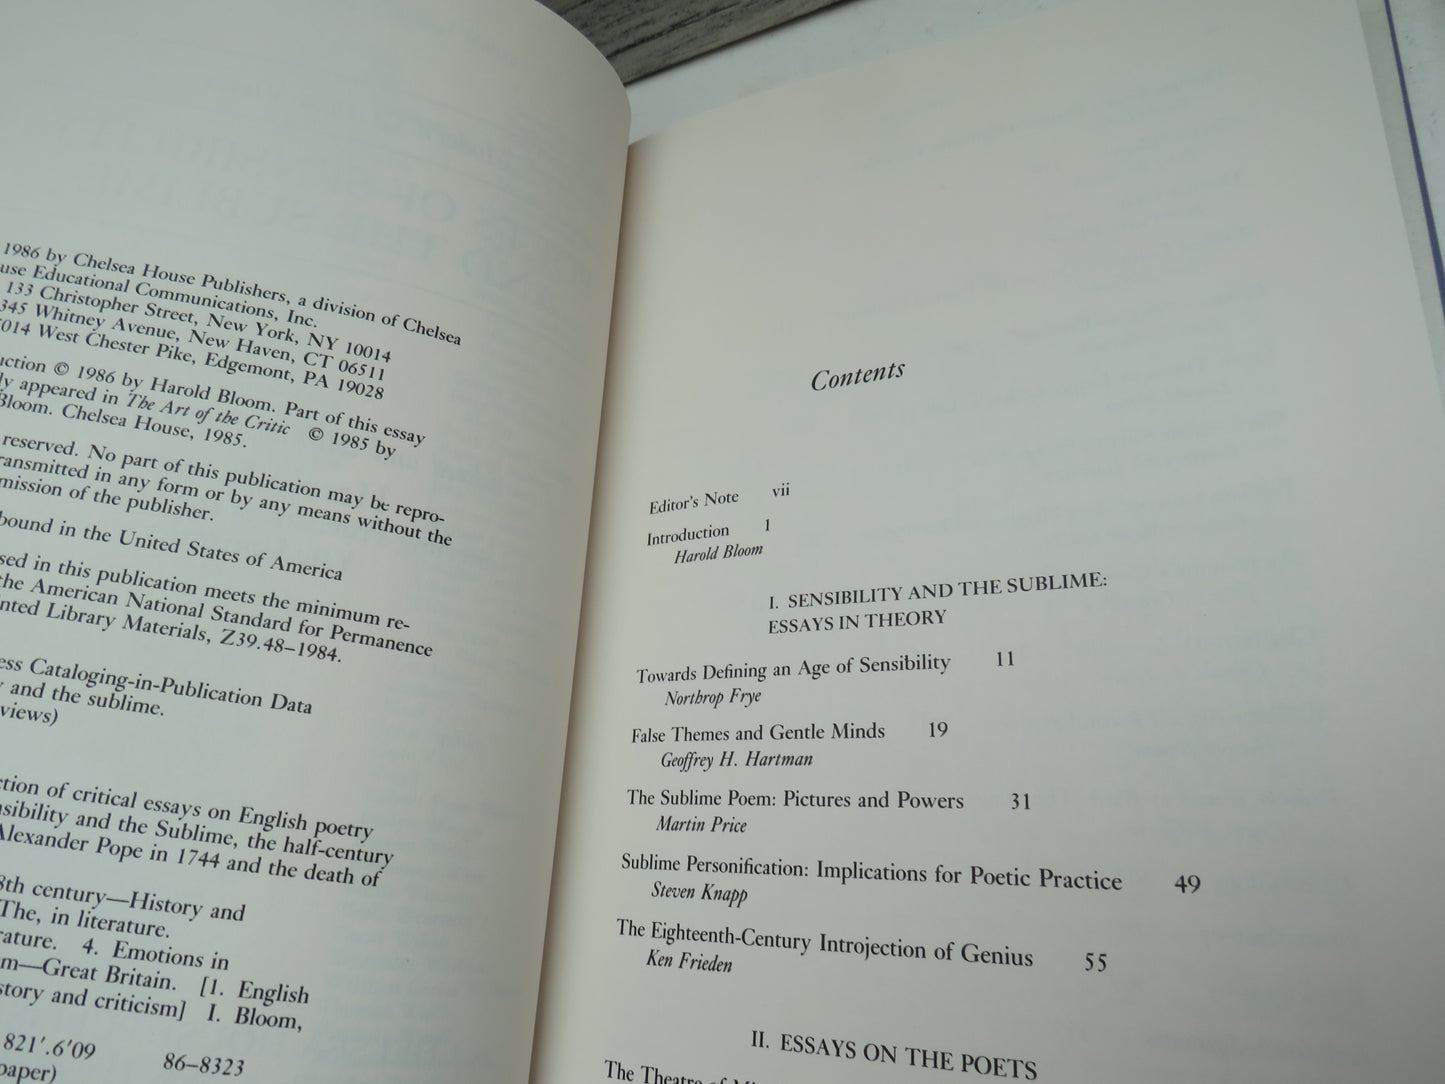 1986 by Chelsea House Publishers, a division of Chelsea
use Educational Communications, Inc.
133 Christopher Street, New York, NY 10014
345 Whitney Avenue, New Haven, CT 06511
014 West Chester Pike, Edgemont, PA 19028
uction © 1986 by Harold Bloom. Part of this essay
ly appeared in The Art of the Critic © 1985 by
Bloom. Chelsea House, 1985.
reserved. No part of this publication may be repro-
ransmitted in any form or by any means without the
mission of the publisher.
bound in the United States of America
sed in this publication meets the minimum re-
the American National Standard for Permanence
inted Library Materials, Z39.48–1984.
ess Cataloging-in-Publication Data
y and the sublime.
views)
ction of critical essays on English poetry
nsibility and the Sublime, the half-century
Alexander Pope in 1744 and the death of
8th century—History and
The, in literature.
rature. 4. Emotions in
m—Great Britain. [1. English
story and criticism] I. Bloom,
821'.6'09 86–8323
paper)
Contents
Editor's Note vii
Introduction 1
Harold Bloom
I. SENSIBILITY AND THE SUBLIME:
ESSAYS IN THEORY
Towards Defining an Age of Sensibility 11
Northrop Frye
False Themes and Gentle Minds 19
Geoffrey H. Hartman
The Sublime Poem: Pictures and Powers 31
Martin Price
Sublime Personification: Implications for Poetic Practice 49
Steven Knapp
The Eighteenth-Century Introjection of Genius 55
Ken Frieden
II. ESSAYS ON THE POETS
The Theatre of